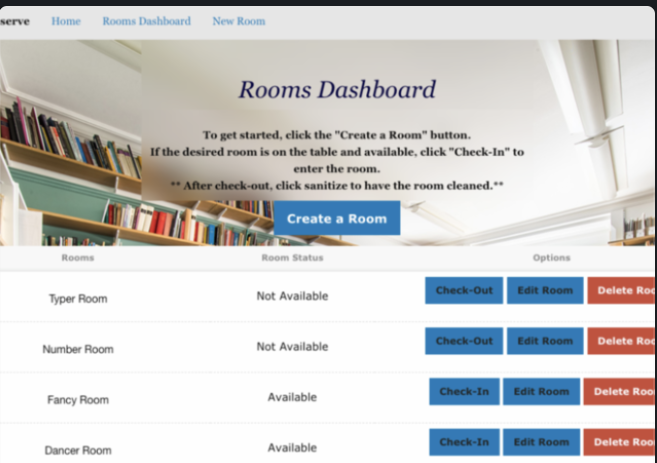 serve Home Rooms Dashboard New Room
Rooms Dashboard
To get started, click the "Create a Room" button.
If the desired room is on the table and available, click "Check-In" to
enter the room.
** After check-out, click sanitize to have the room cleaned.**
Create a Room
Rooms Room Status Options
Typer Room Not Available Check-Out Edit Room Delete Roo
Number Room Not Available Check-Out Edit Room Delete Roo
Fancy Room Available Check-In Edit Room Delete Roo
Dancer Room Available Check-In Edit Room Delete Roo